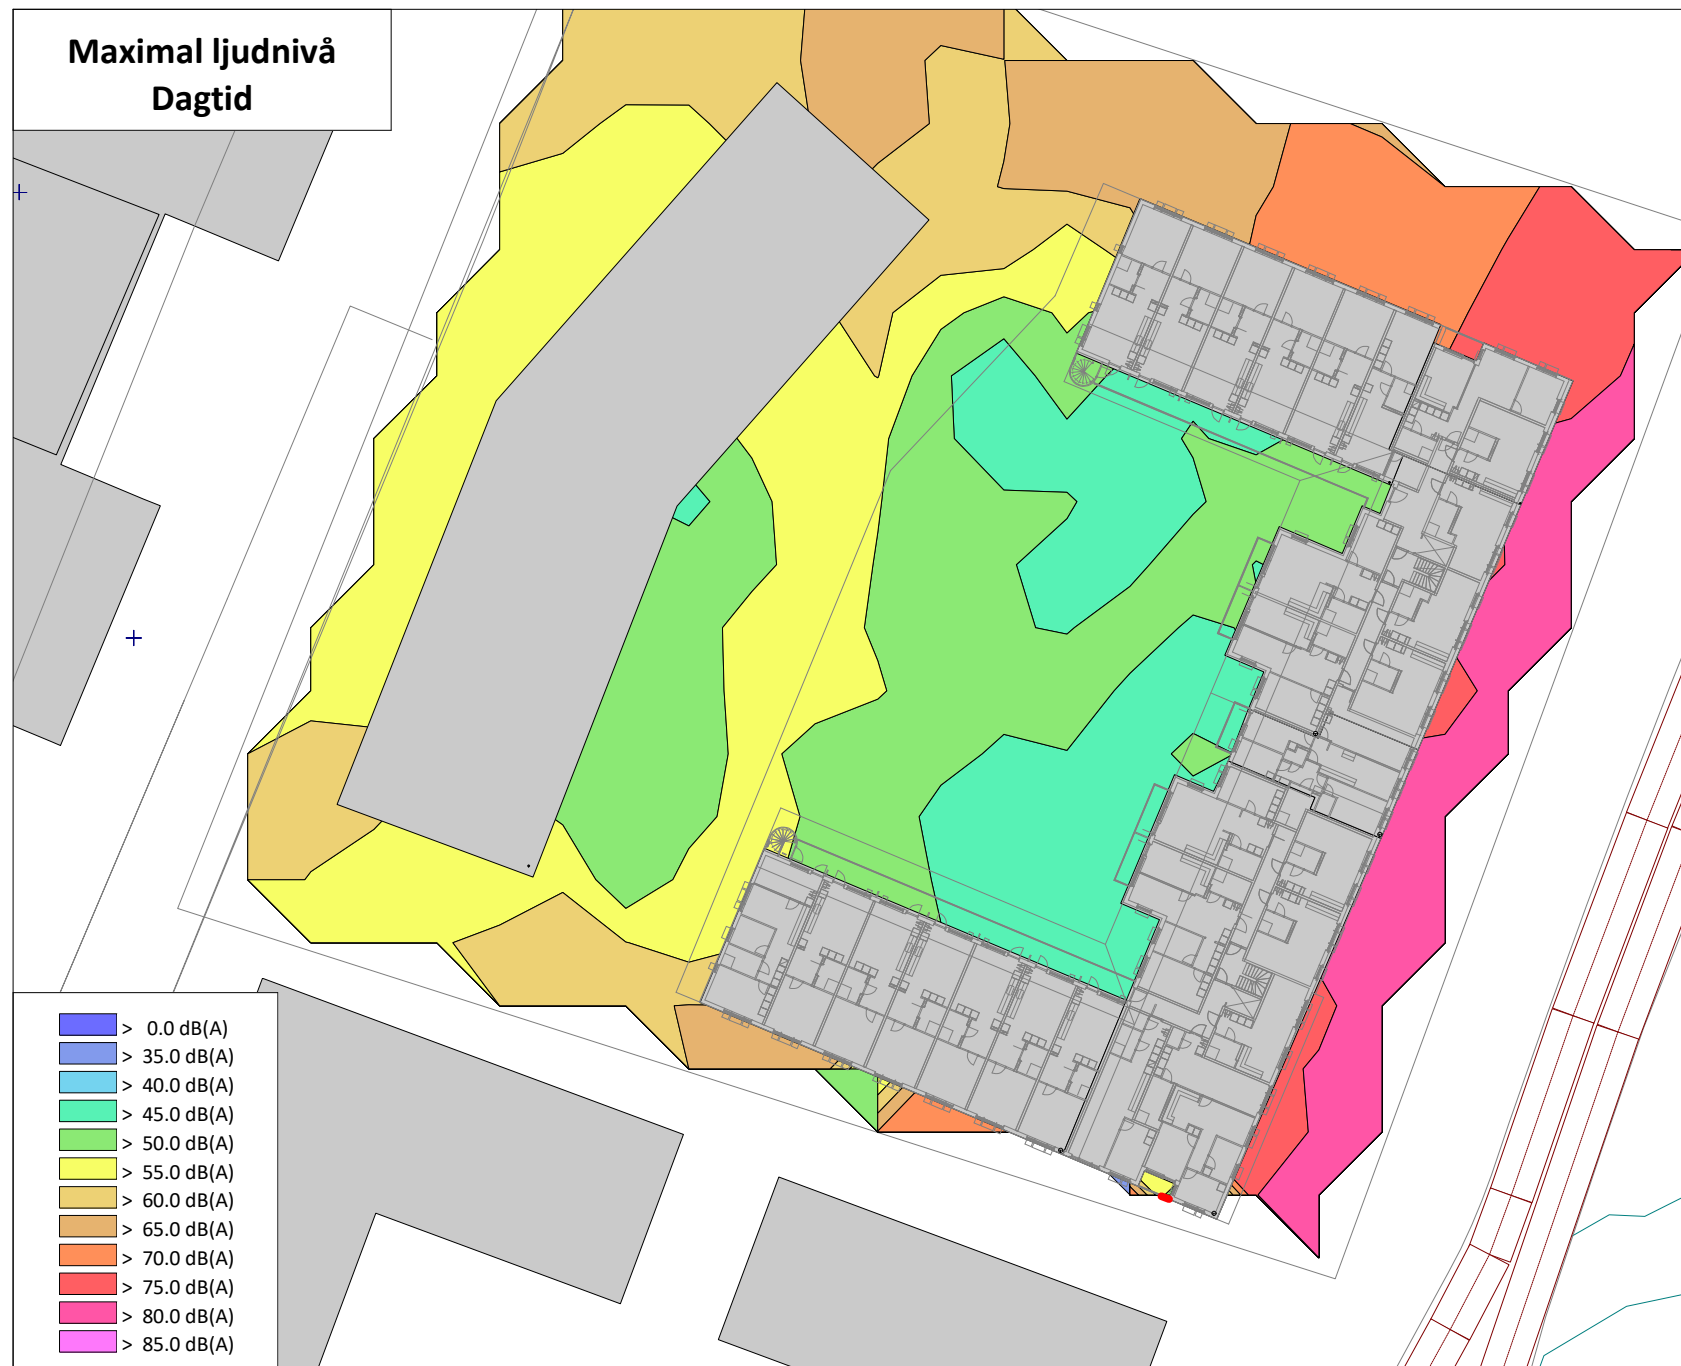 Maximal ljudnivå
Dagtid
> 0.0 dB(A)
> 35.0 dB(A)
> 40.0 dB(A)
> 45.0 dB(A)
> 50.0 dB(A)
> 55.0 dB(A)
> 60.0 dB(A)
> 65.0 dB(A)
> 70.0 dB(A)
> 75.0 dB(A)
> 80.0 dB(A)
> 85.0 dB(A)